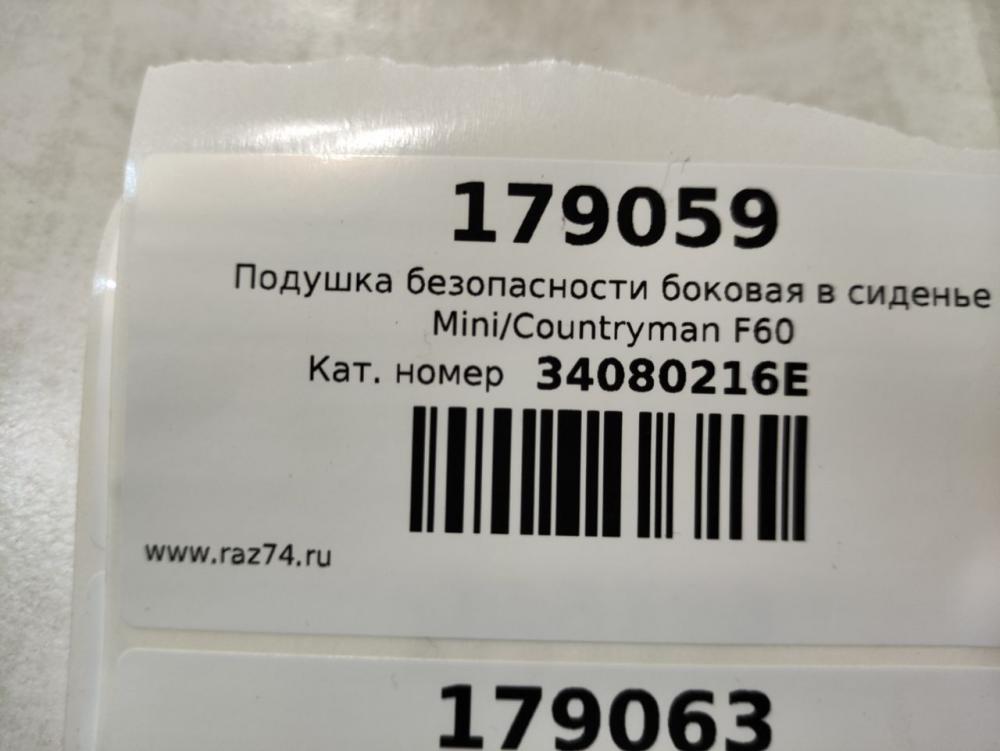 179059
Подушка безопасности боковая в сиденье
Mini/Countryman F60
Кат. номер 34080216E
www.raz74.ru
179063